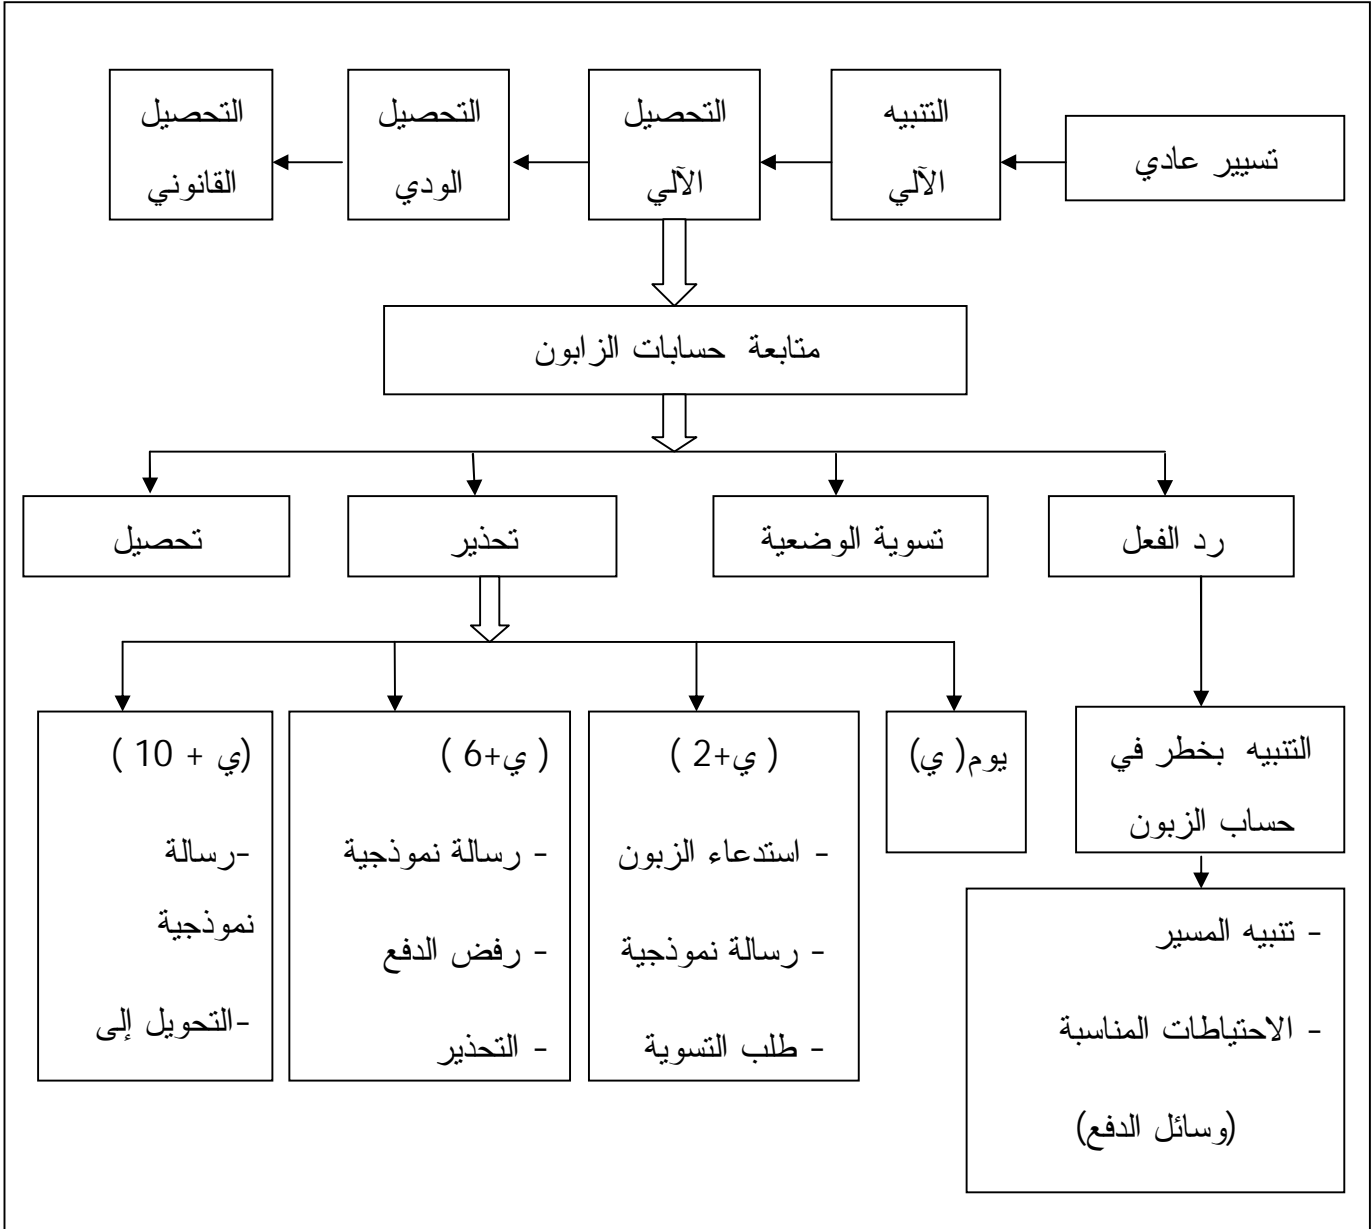 تسيير عادي
التنبيه
الآلي
التحصيل
الآلي
التحصيل
الودي
التحصيل
القانوني
متابعة حسابات الزابون
رد الفعل
تسوية الوضعية
تحذير
تحصيل
التنبيه بخطر في
حساب الزبون
يوم( ي)
( ي+2 )
- استدعاء الزبون
- رسالة نموذجية
- طلب التسوية
( ي+6 )
- رسالة نموذجية
- رفض الدفع
- التحذير
(ي + 10 )
-رسالة
نموذجية
-التحويل إلى
- تنبيه المسير
- الاحتياطات المناسبة
(وسائل الدفع)